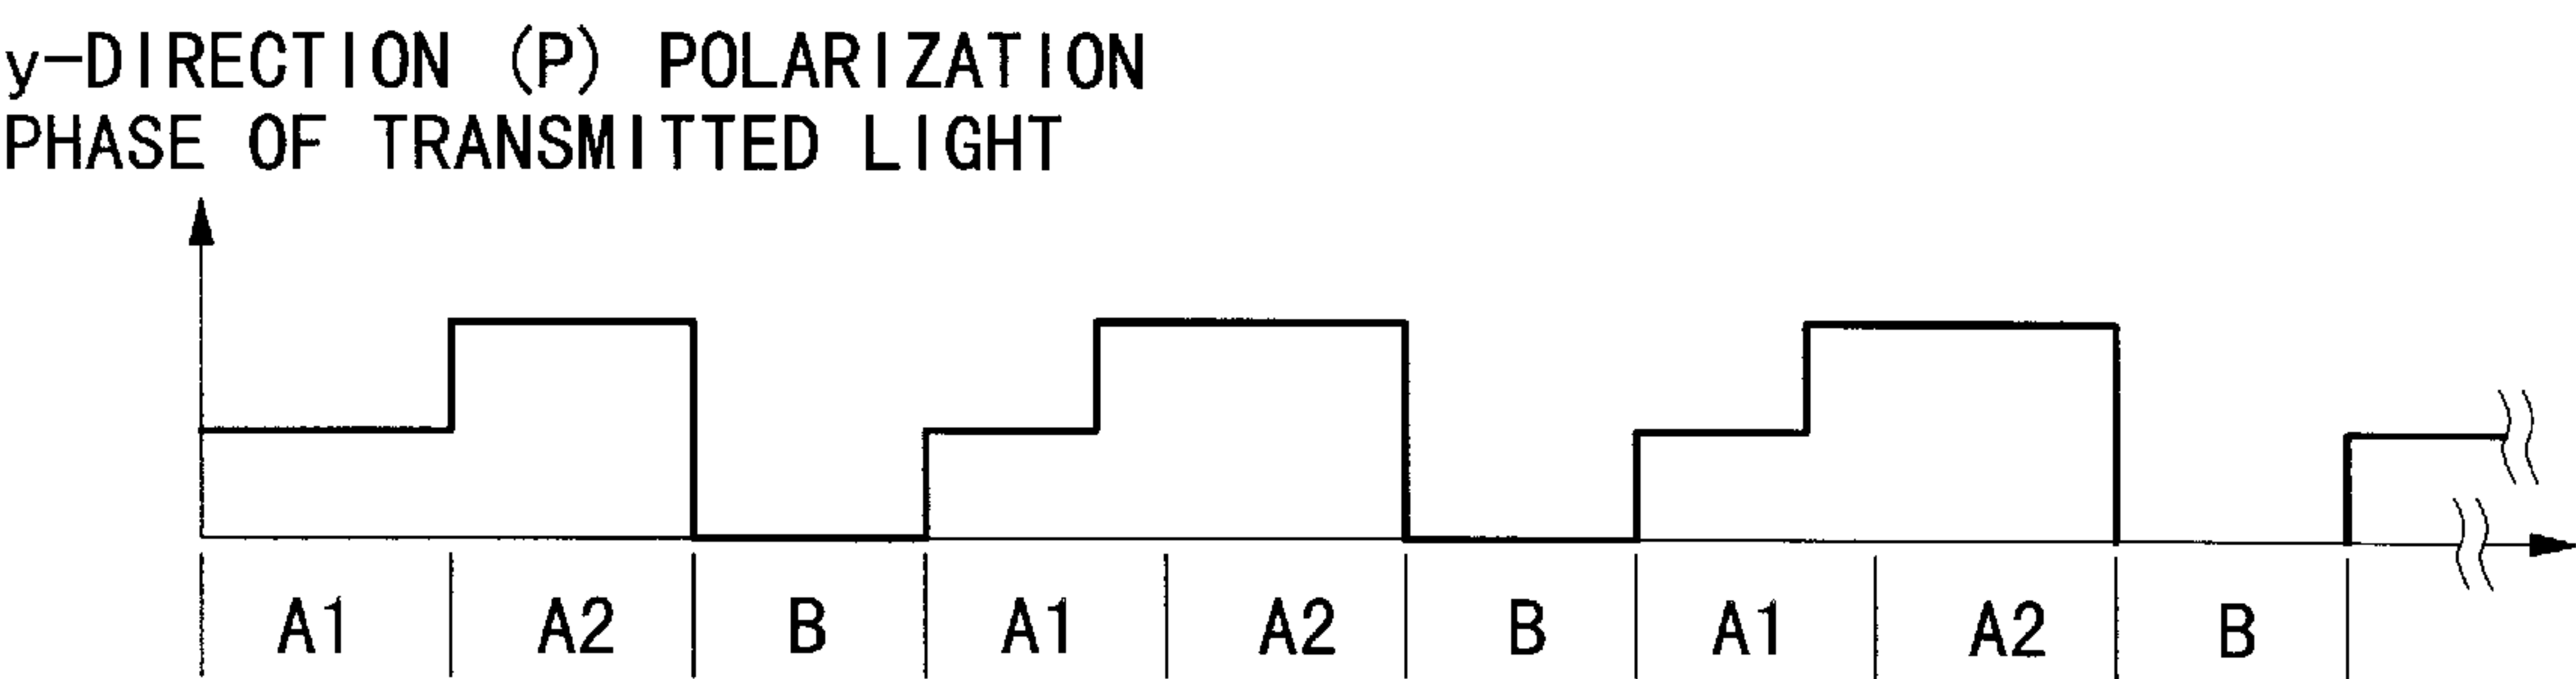 y-DIRECTION (P) POLARIZATION
PHASE OF TRANSMITTED LIGHT
A1 A2 B A1 A2 B A1 A2 B